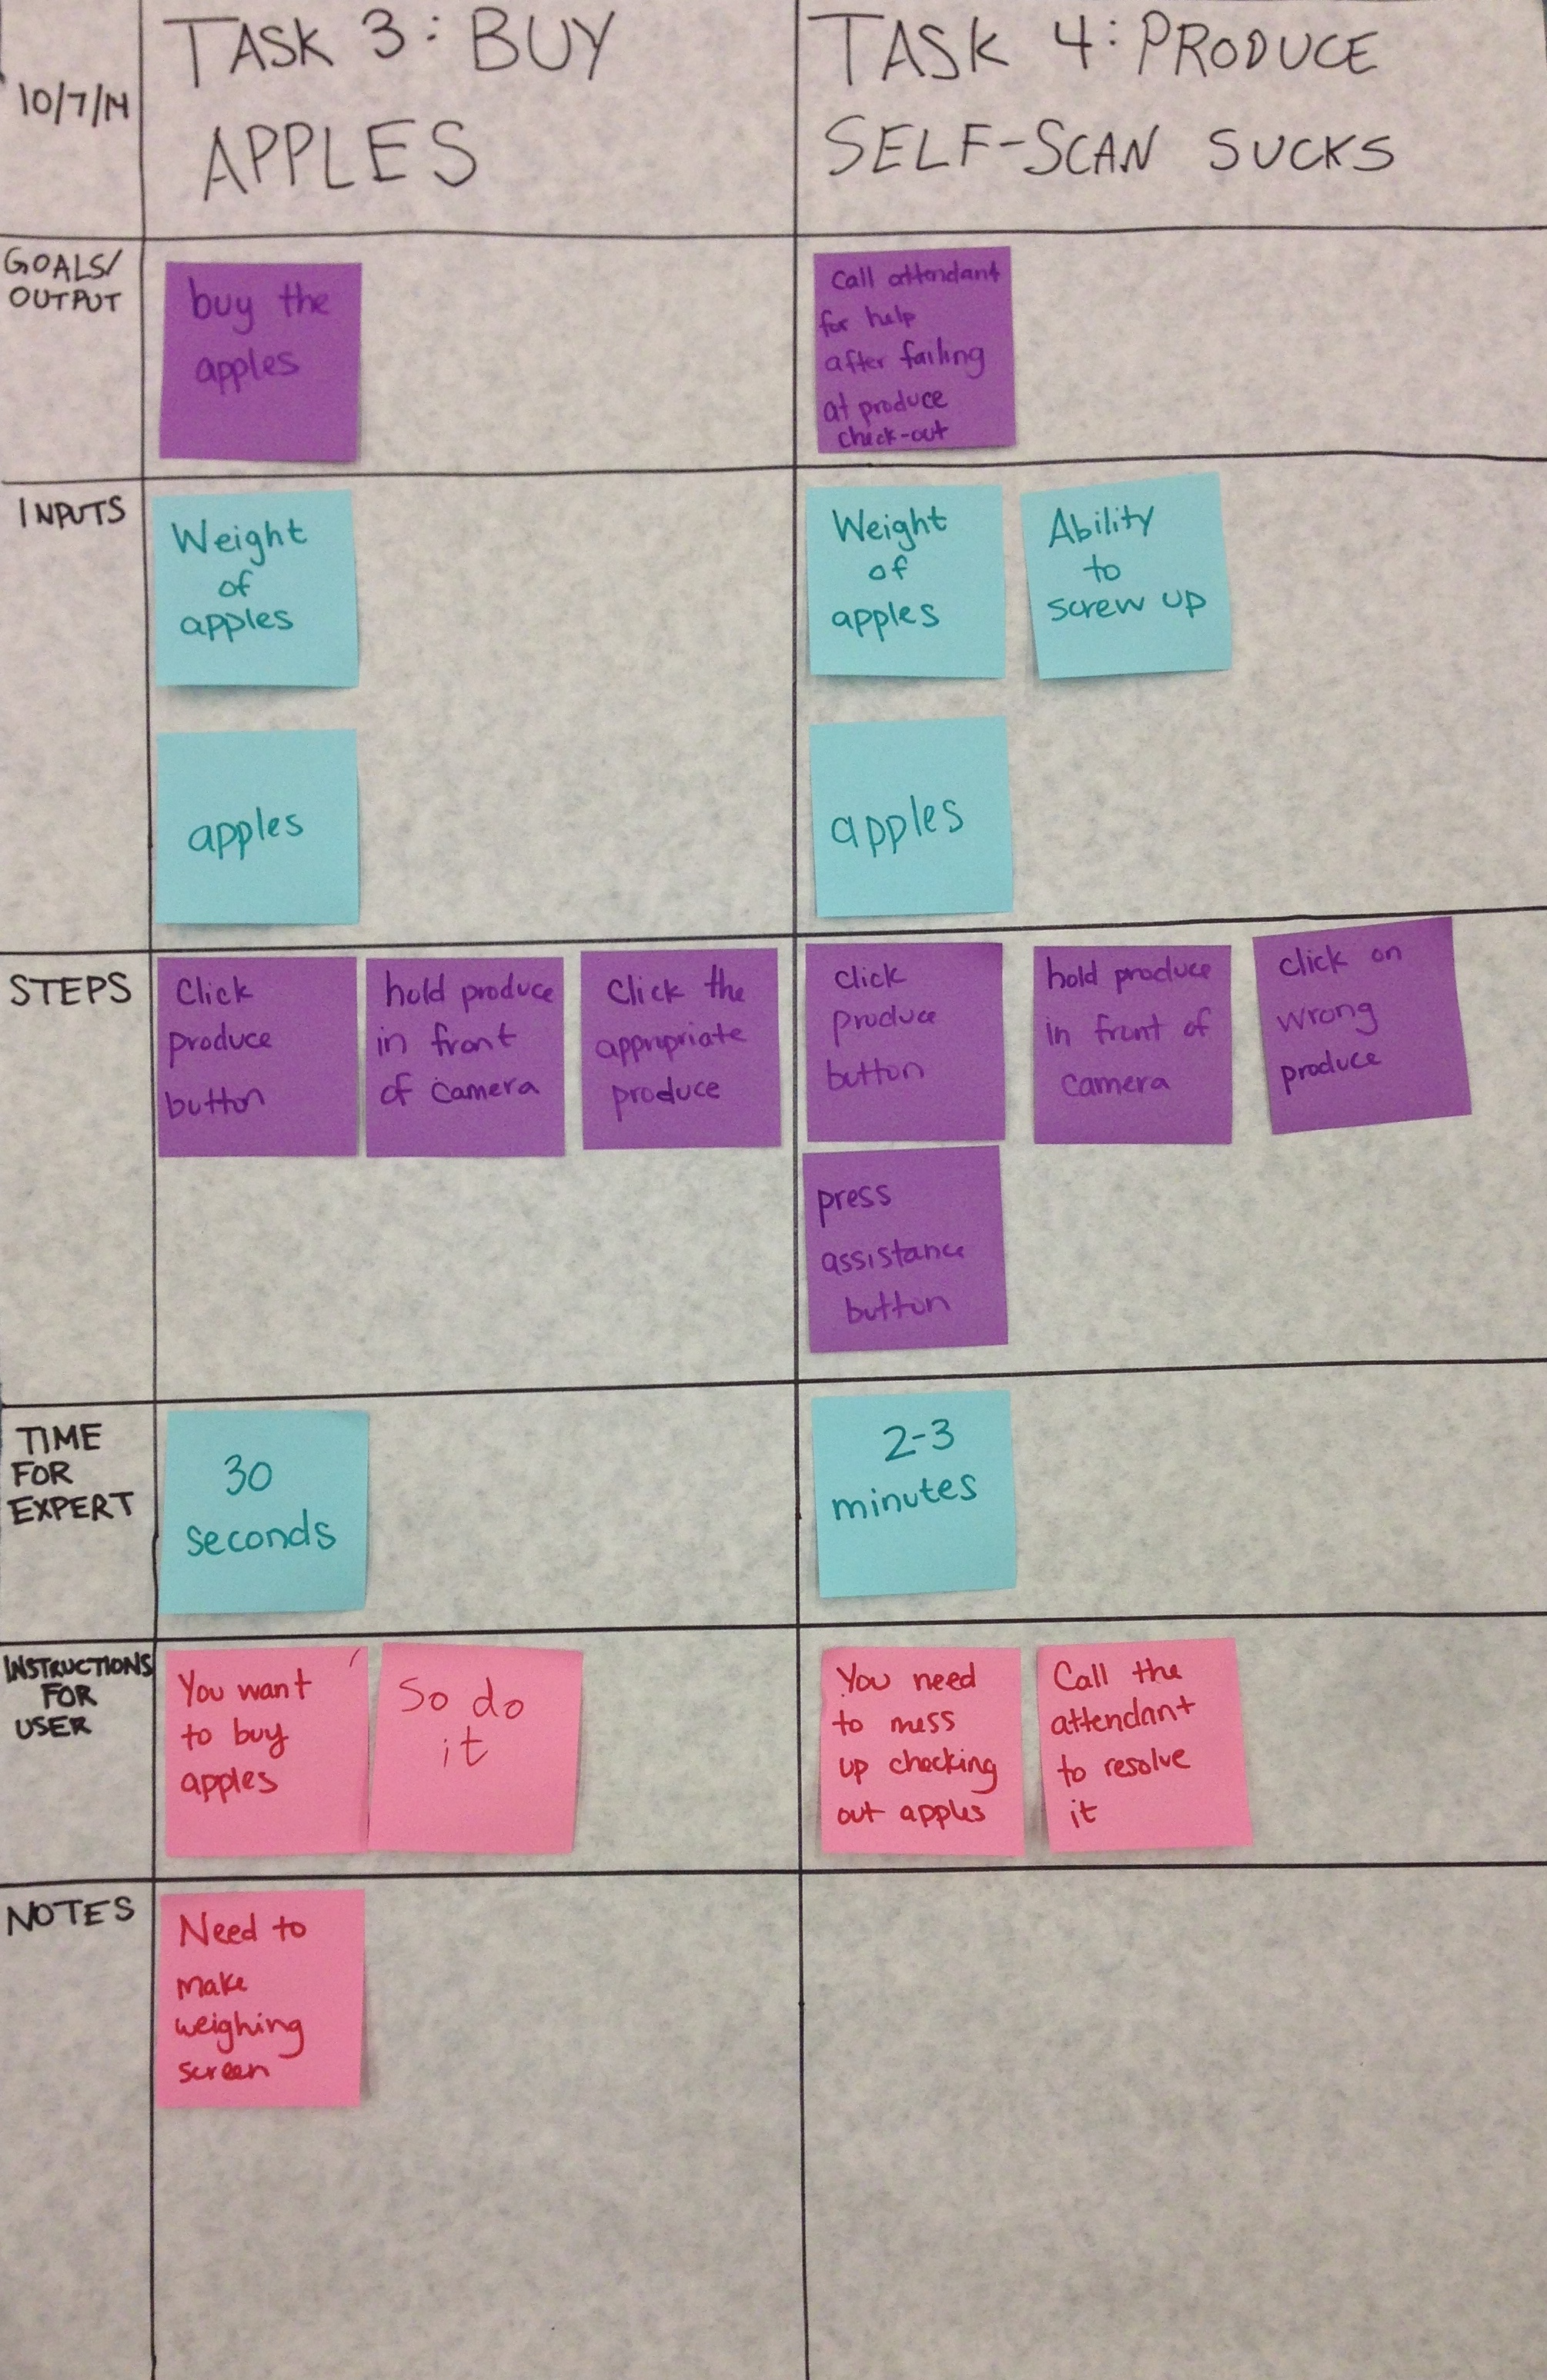 10/7/14
TASK 3: BUY
APPLES
TASK 4: PRODUCE
SELF-SCAN SUCKS
GOALS/
OUTPUT
buy the
apples
Call attendant
for help
after failing
at produce
check-out
INPUTS
Weight
of
apples
apples
Weight
of
apples
Ability
to
screw up
apples
STEPS
Click
produce
button
hold produce
in front
of camera
Click the
appropriate
produce
click
produce
button
hold produce
in front of
camera
click on
wrong
produce
press
assistance
button
TIME
FOR
EXPERT
30
seconds
2-3
minutes
INSTRUCTIONS
FOR
USER
You want
to buy
apples
So do
it
You need
to mess
up checking
out apples
Call the
attendant
to resolve
it
NOTES
Need to
make
weighing
screen